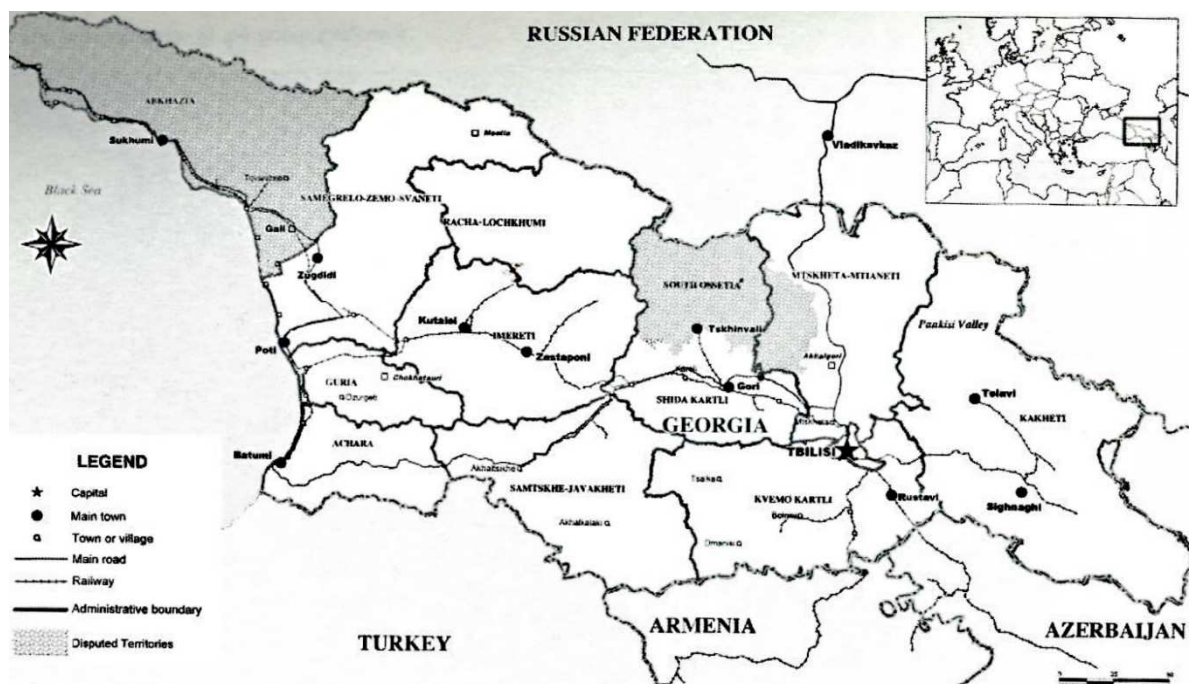 RUSSIAN FEDERATION
ABKHAZIA
Sukhumi
Mestia
Vladikavkaz
Black Sea
SAMEGRELO-ZEMO-SVANETI
Gali
RACHA-LOCHKHUMI
Zugdidi
SOUTH OSSETIA
MTSKHETA-MTIANETI
Kutaisi
IMERETI
Tskhinvali
Pankisi Valley
Poti
Zestaponi
Akhalgori
GURIA
Chokhatauri
Gori
Telavi
Ozurgeti
SHIDA KARTLI
KAKHETI
GEORGIA
ACHARA
TBILISI
Batumi
LEGEND
Akhaltsikhe
SAMTSKHE-JAVAKHETI
Tsalka
KVEMO KARTLI
Rustavi
Sighnaghi
Capital
Main town
Akhalkalaki
Bolnisi
Town or village
Dmanisi
Main road
Railway
Administrative boundary
Disputed Territories
TURKEY
ARMENIA
AZERBAIJAN